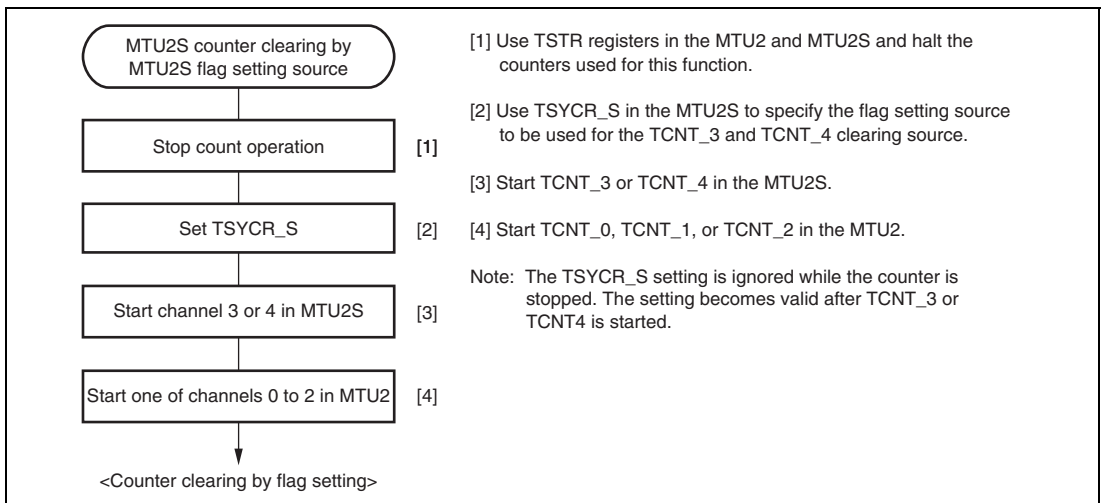 MTU2S counter clearing by
MTU2S flag setting source
Stop count operation
[1]
Set TSYCR_S
[2]
Start channel 3 or 4 in MTU2S
[3]
Start one of channels 0 to 2 in MTU2
[4]
<Counter clearing by flag setting>
[1] Use TSTR registers in the MTU2 and MTU2S and halt the
counters used for this function.
[2] Use TSYCR_S in the MTU2S to specify the flag setting source
to be used for the TCNT_3 and TCNT_4 clearing source.
[3] Start TCNT_3 or TCNT_4 in the MTU2S.
[4] Start TCNT_0, TCNT_1, or TCNT_2 in the MTU2.
Note: The TSYCR_S setting is ignored while the counter is
stopped. The setting becomes valid after TCNT_3 or
TCNT4 is started.